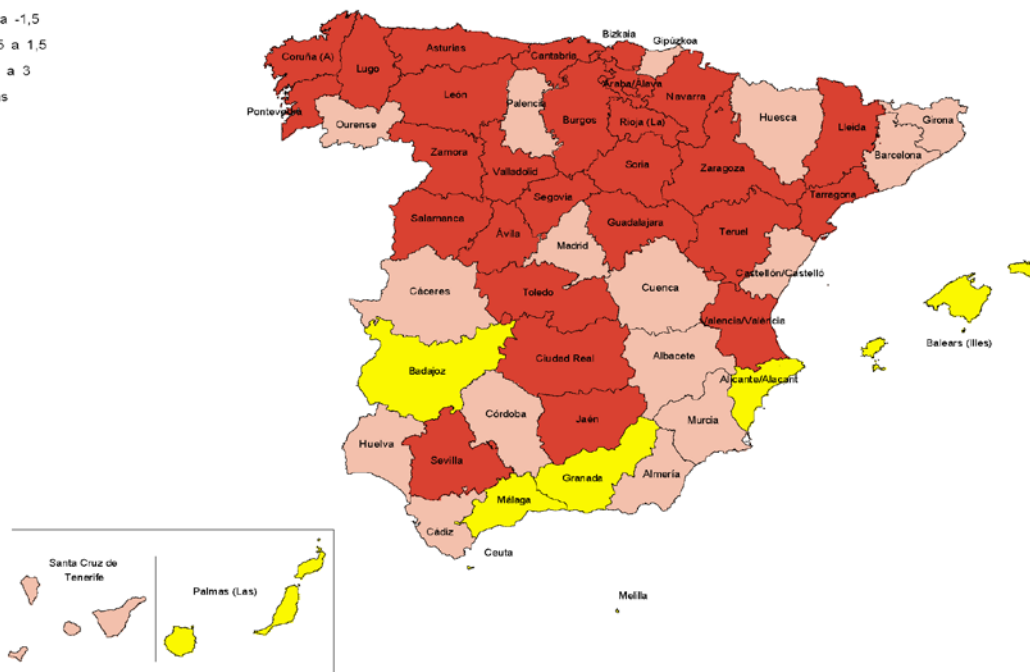 a -1,5
5 a 1,5
a 3
as
Bizkaia
Gipúzkoa
Coruña (A)
Asturias
Cantabria
Lugo
Araba/Álava
Navarra
León
Palencia
Burgos
Rioja (La)
Pontevedra
Ourense
Huesca
Lleida
Girona
Barcelona
Zamora
Valladolid
Soria
Zaragoza
Segovia
Tarragona
Salamanca
Ávila
Guadalajara
Teruel
Madrid
Castellón/Castelló
Cáceres
Toledo
Cuenca
Valencia/València
Balears (Illes)
Ciudad Real
Albacete
Badajoz
Alicante/Alacant
Córdoba
Jaén
Murcia
Huelva
Sevilla
Granada
Almería
Málaga
Cádiz
Ceuta
Santa Cruz de
Tenerife
Palmas (Las)
Melilla